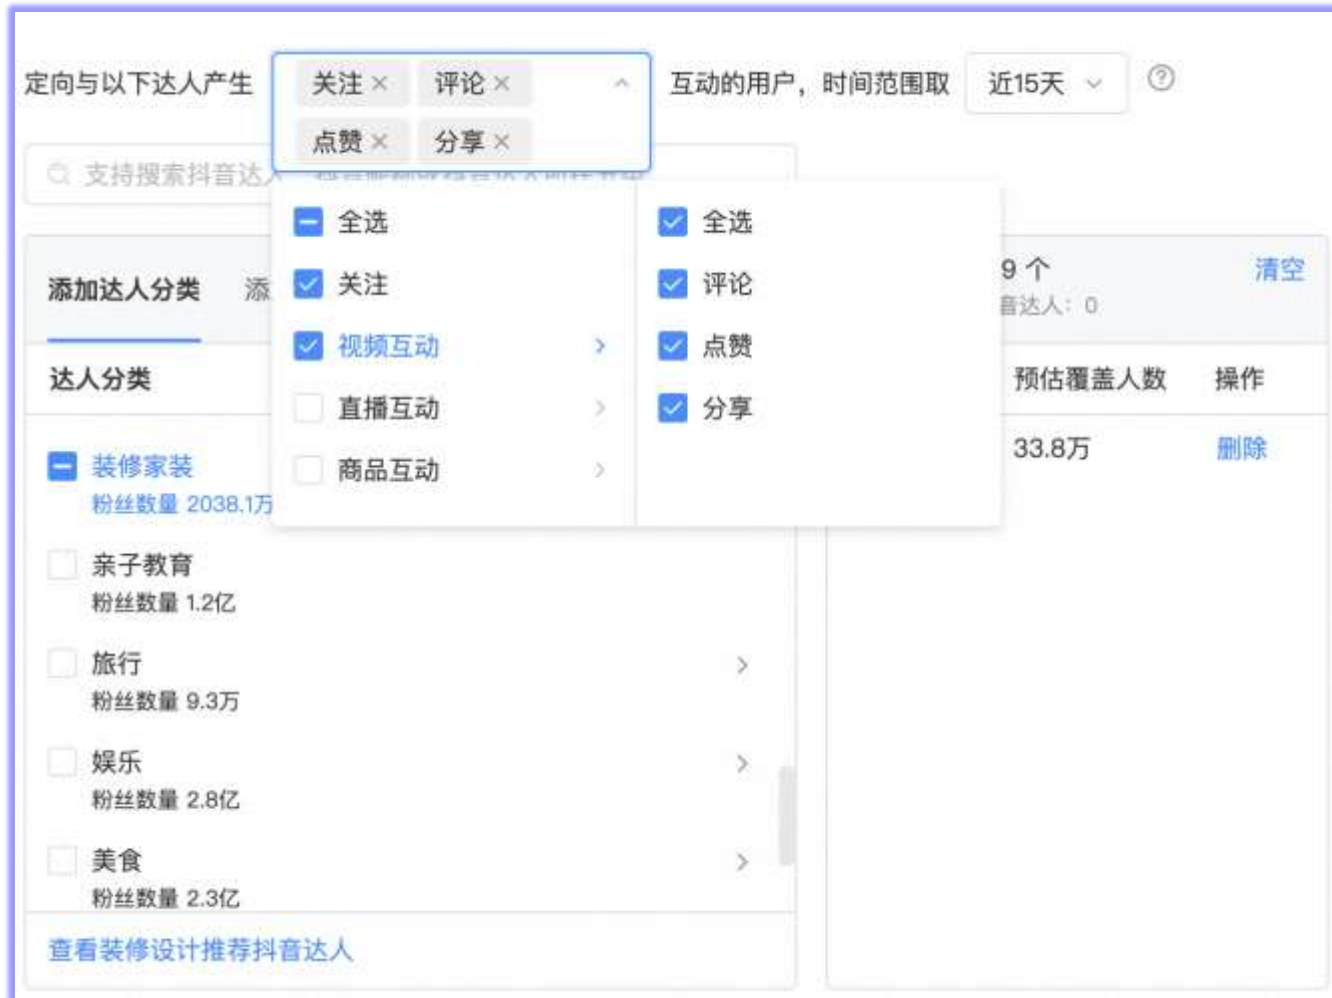 定向与以下达人产生 关注 × 评论 × 互动的用户，时间范围取 近15天
点赞 × 分享 ×
支持搜索抖音达
全选 全选
添加达人分类 添 关注 评论 9 个 清空
音达人：0
视频互动 点赞
达人分类 预估覆盖人数 操作
直播互动 分享
装修家装 商品互动 33.8万 删除
粉丝数量 2038.1万
亲子教育
粉丝数量 1.2亿
旅行
粉丝数量 9.3万
娱乐
粉丝数量 2.8亿
美食
粉丝数量 2.3亿
查看装修设计推荐抖音达人